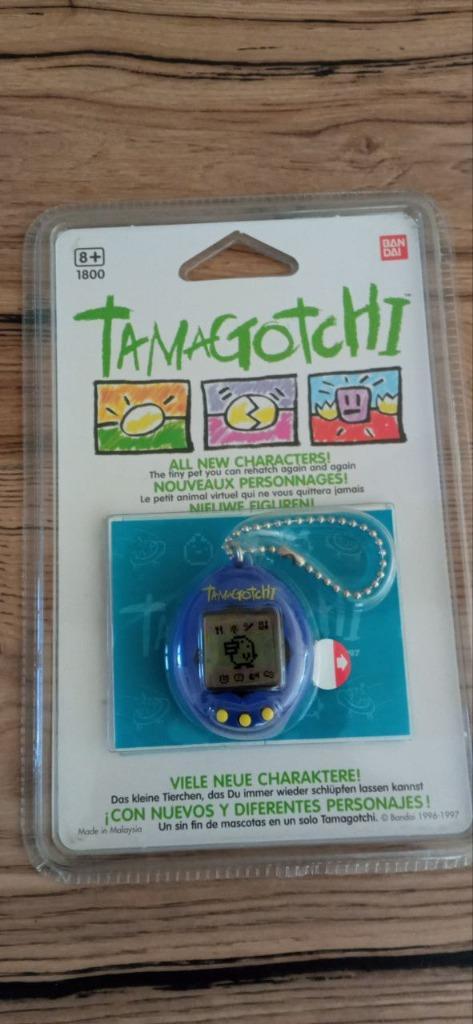 8+
1800
BAN
DAI
TAMAGOTCHI™
ALL NEW CHARACTERS!
The tiny pet you can rehatch again and again
NOUVEAUX PERSONNAGES!
Le petit animal virtuel qui ne vous quittera jamais
NIEUWE FIGUREN!
TAMAGOTCHI
VIELE NEUE CHARAKTERE!
Das kleine Tierchen, das Du immer wieder schlüpfen lassen kannst
¡CON NUEVOS Y DIFERENTES PERSONAJES!
Un sin fin de mascotas en un solo Tamagotchi. © Bandai 1996-1997
Made in Malaysia